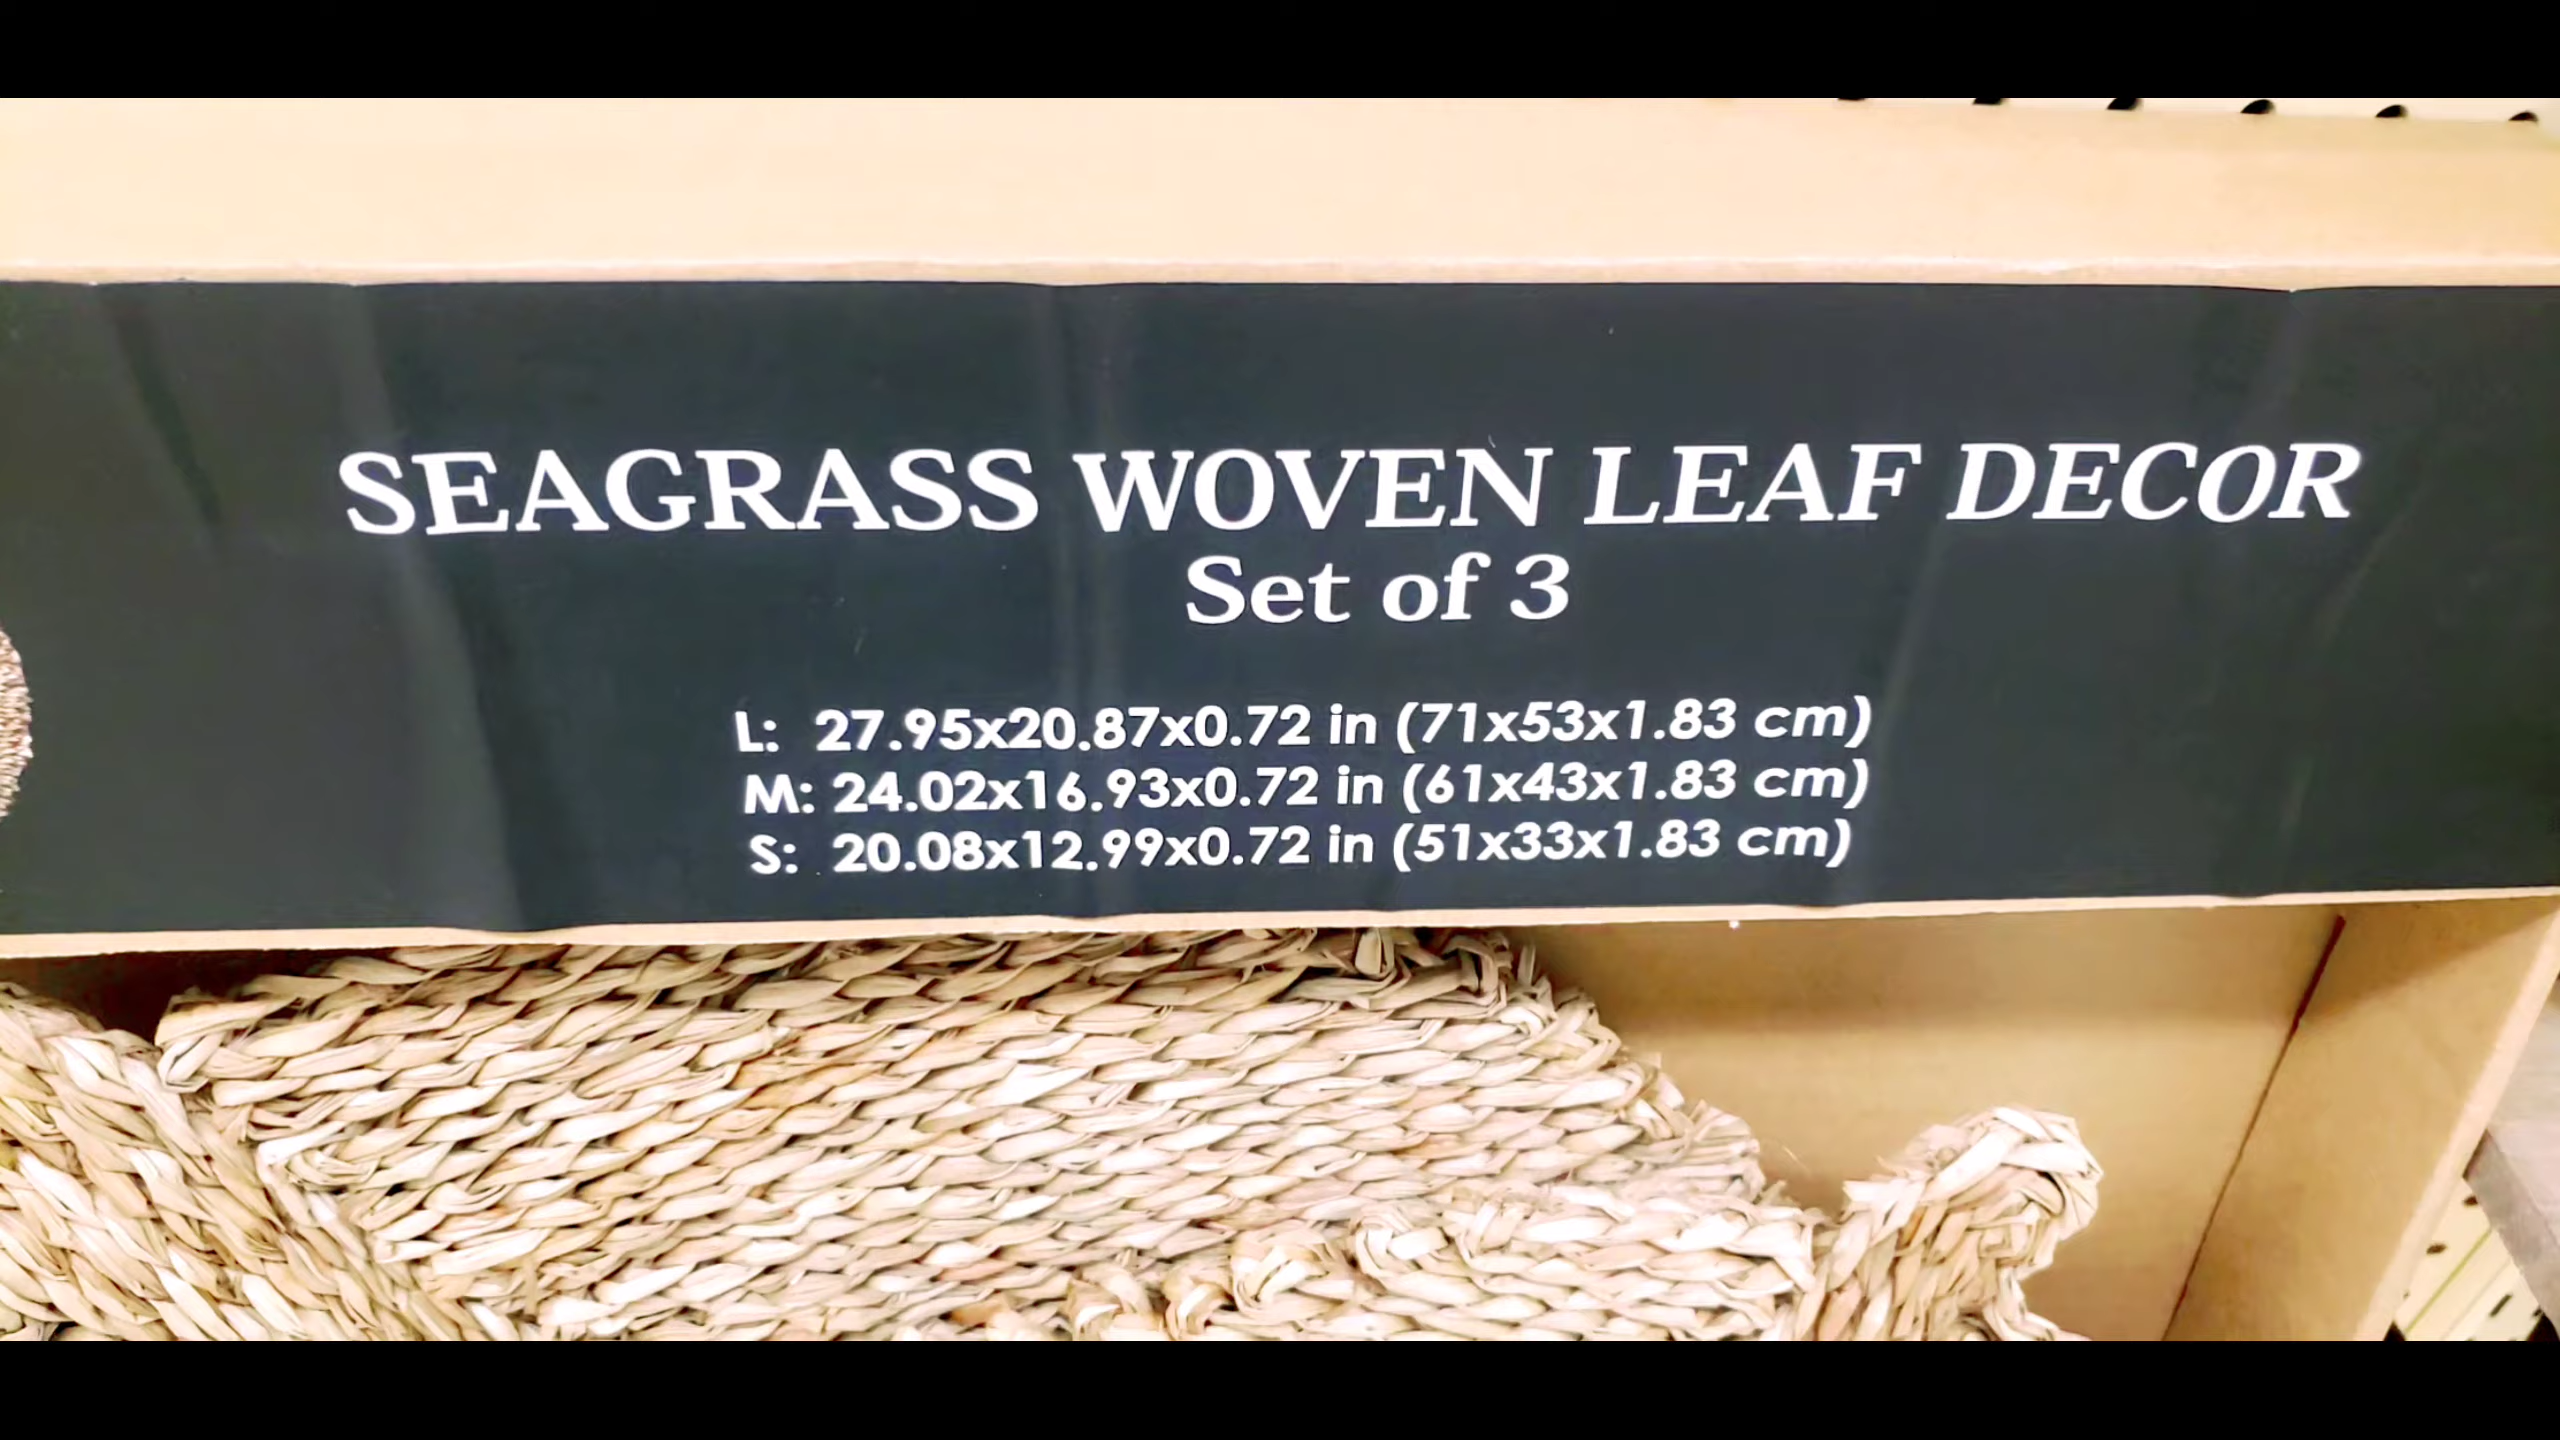 SEAGRASS WOVEN LEAF DECOR
Set of 3
L: 27.95x20.87x0.72 in (71x53x1.83 cm)
M: 24.02x16.93x0.72 in (61x43x1.83 cm)
S: 20.08x12.99x0.72 in (51x33x1.83 cm)